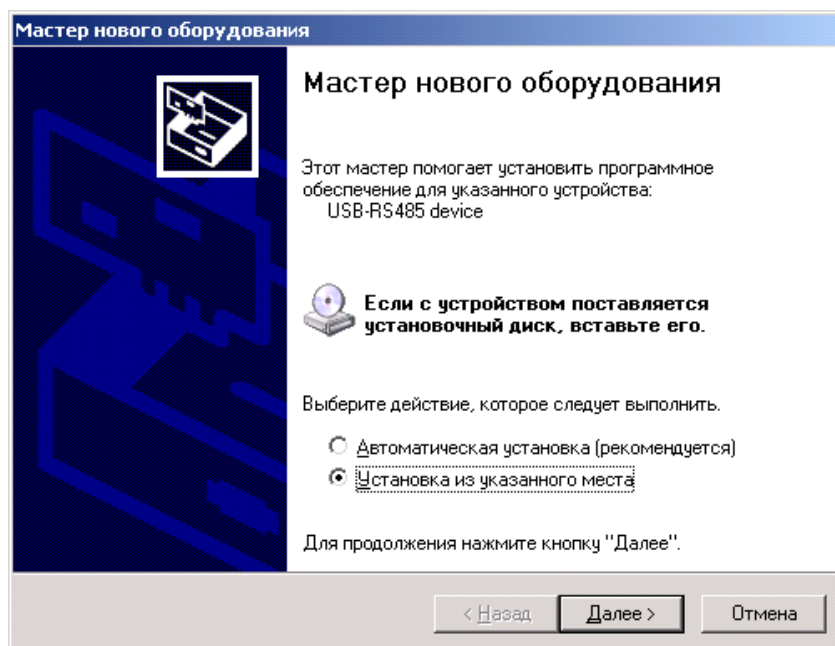 Мастер нового оборудования
Мастер нового оборудования
Этот мастер помогает установить программное
обеспечение для указанного устройства:
USB-RS485 device
Если с устройством поставляется
установочный диск, вставьте его.
Выберите действие, которое следует выполнить.
Автоматическая установка (рекомендуется)
Установка из указанного места
Для продолжения нажмите кнопку "Далее".
< Назад
Далее >
Отмена